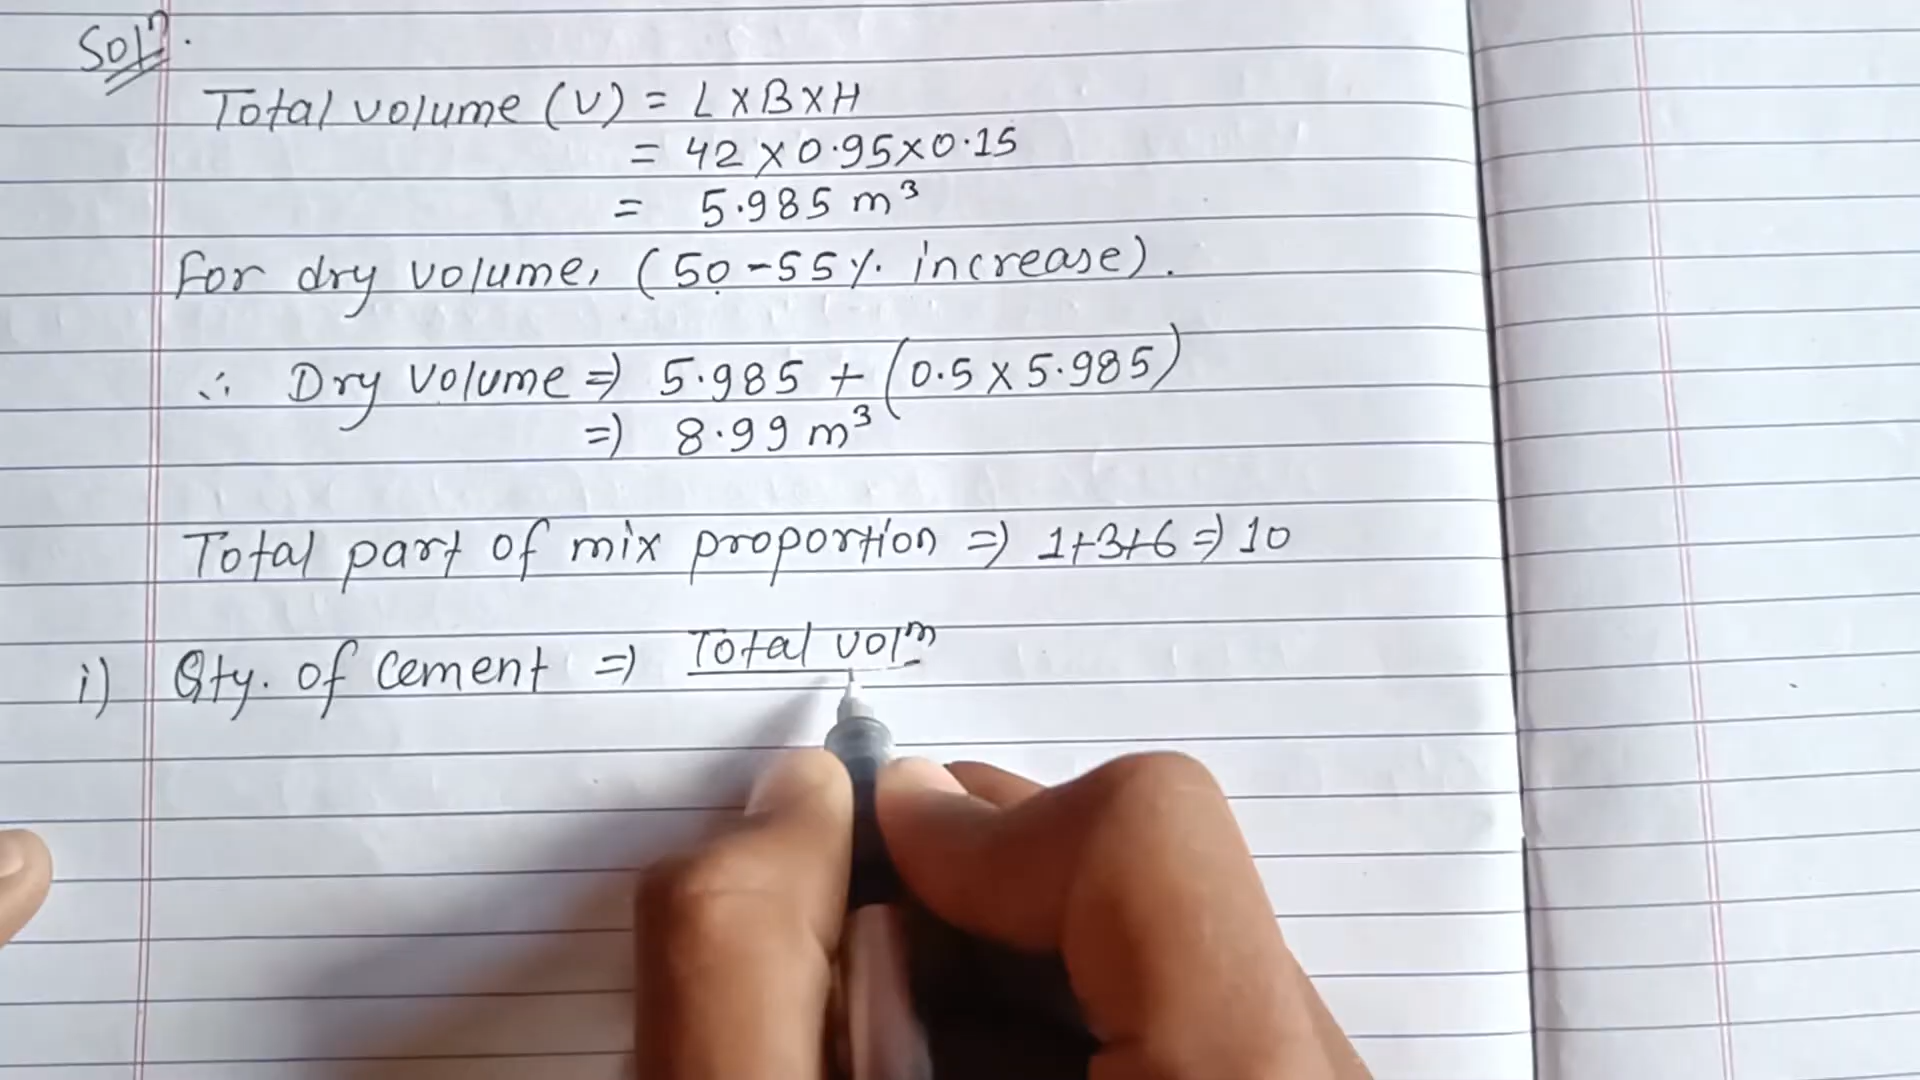 Solⁿ.
Total volume (V) = L×B×H
= 42×0.95×0.15
= 5.985 m³
For dry volume, (50-55% increase).
∴ Dry volume ⇒ 5.985 + (0.5×5.985)
⇒ 8.99 m³
Total part of mix proportion ⇒ 1+3+6 ⇒ 10
i) Qty. of cement ⇒ Total volᵐ